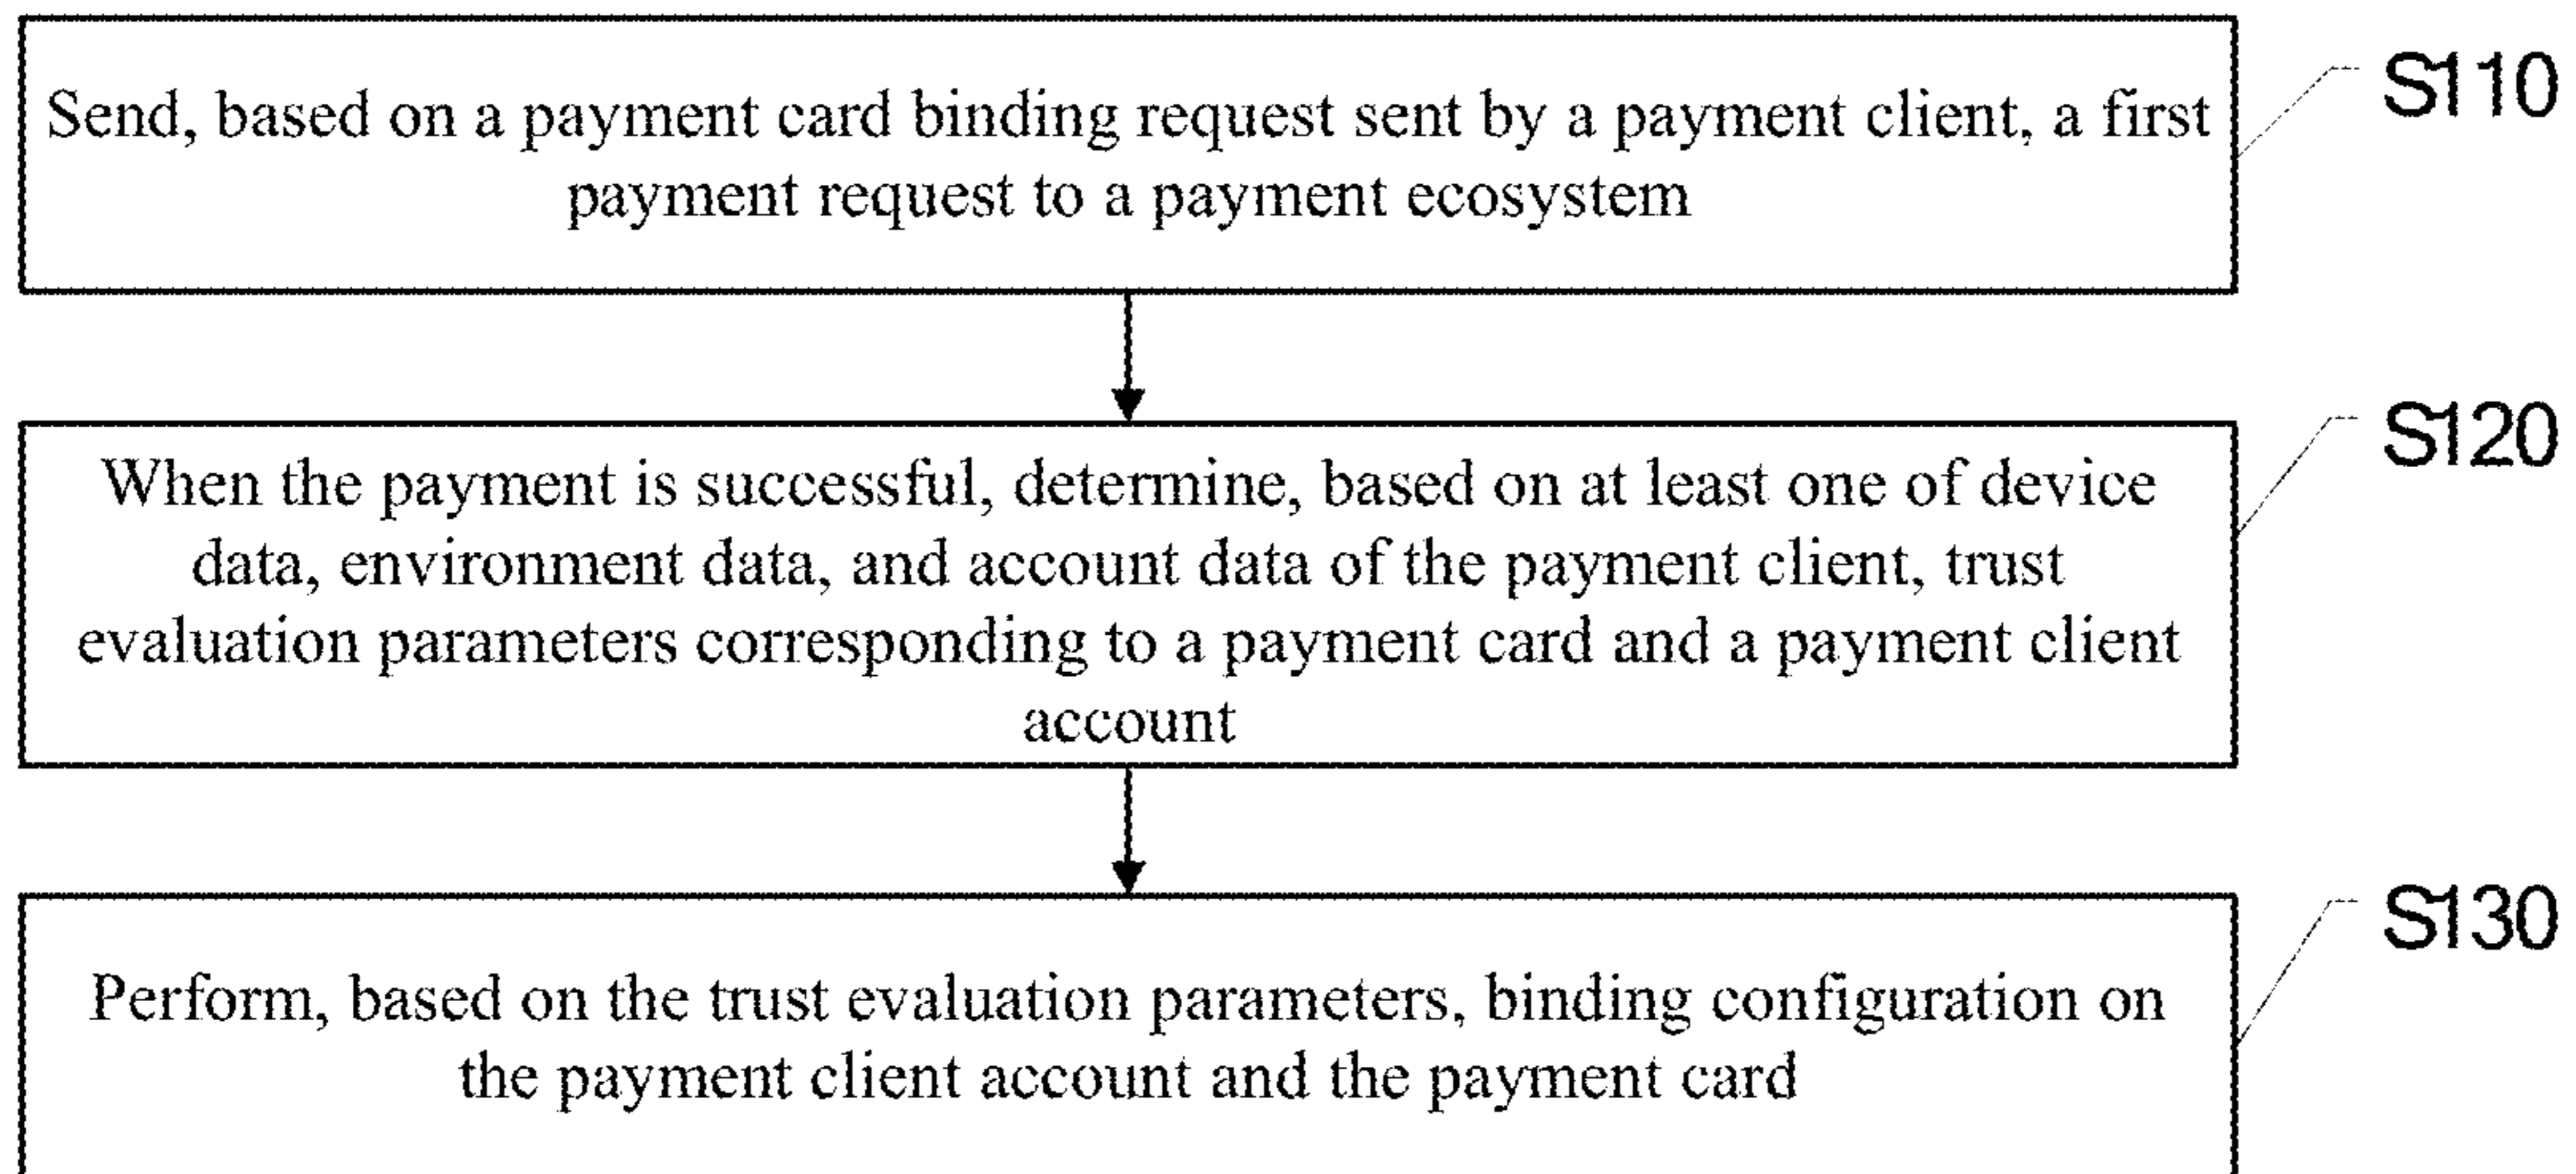 Send, based on a payment card binding request sent by a payment client, a first
payment request to a payment ecosystem
S110
When the payment is successful, determine, based on at least one of device
data, environment data, and account data of the payment client, trust
evaluation parameters corresponding to a payment card and a payment client
account
S120
Perform, based on the trust evaluation parameters, binding configuration on
the payment client account and the payment card
S130